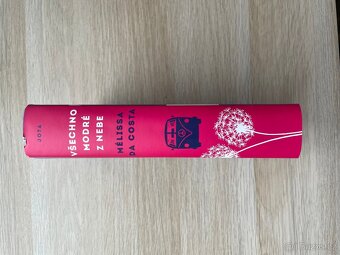 JOTA
VŠECHNO
MODRÉ
Z NEBE
MÉLISSA
DA COSTA